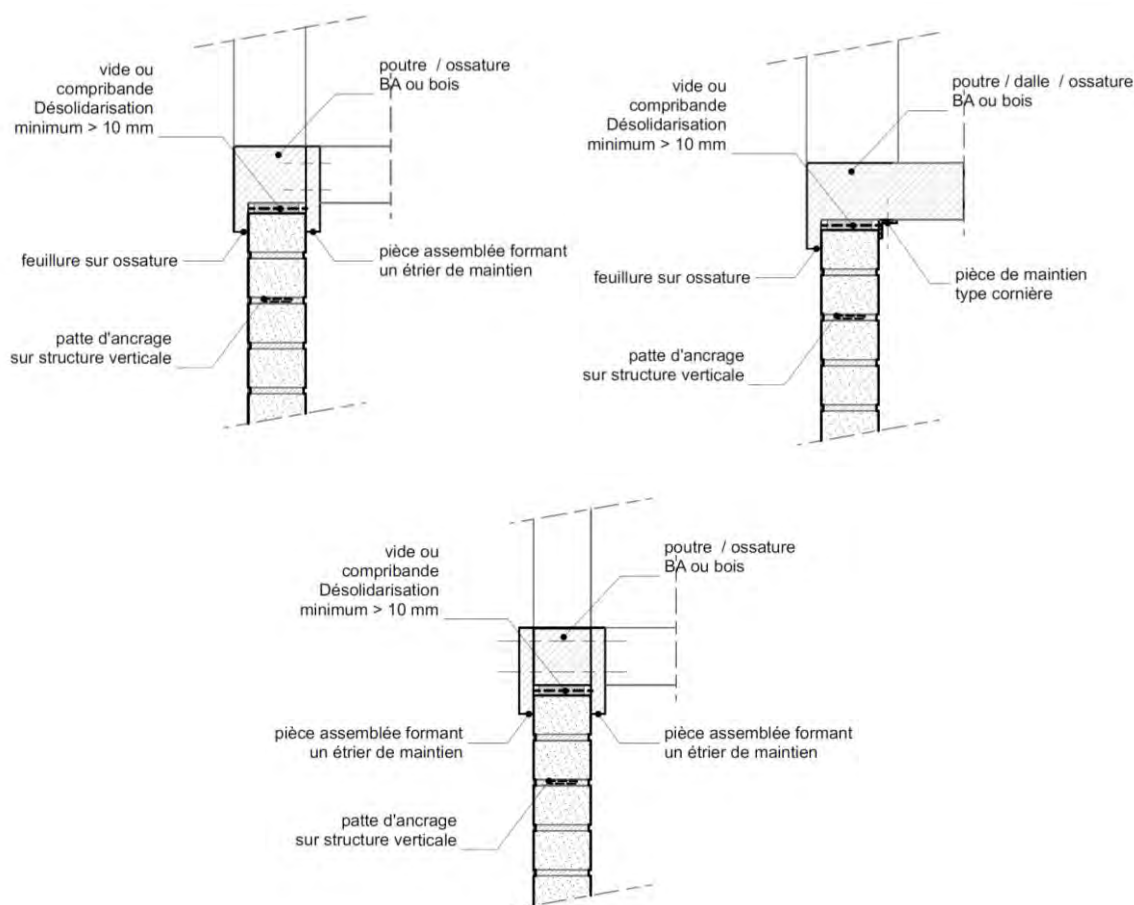 vide ou
compribande
Désolidarisation
minimum > 10 mm
poutre / ossature
BA ou bois
feuillure sur ossature
pièce assemblée formant
un étrier de maintien
patte d'ancrage
sur structure verticale
vide ou
compribande
Désolidarisation
minimum > 10 mm
poutre / dalle / ossature
BA ou bois
feuillure sur ossature
pièce de maintien
type cornière
patte d'ancrage
sur structure verticale
vide ou
compribande
Désolidarisation
minimum > 10 mm
poutre / ossature
BA ou bois
pièce assemblée formant
un étrier de maintien
pièce assemblée formant
un étrier de maintien
patte d'ancrage
sur structure verticale